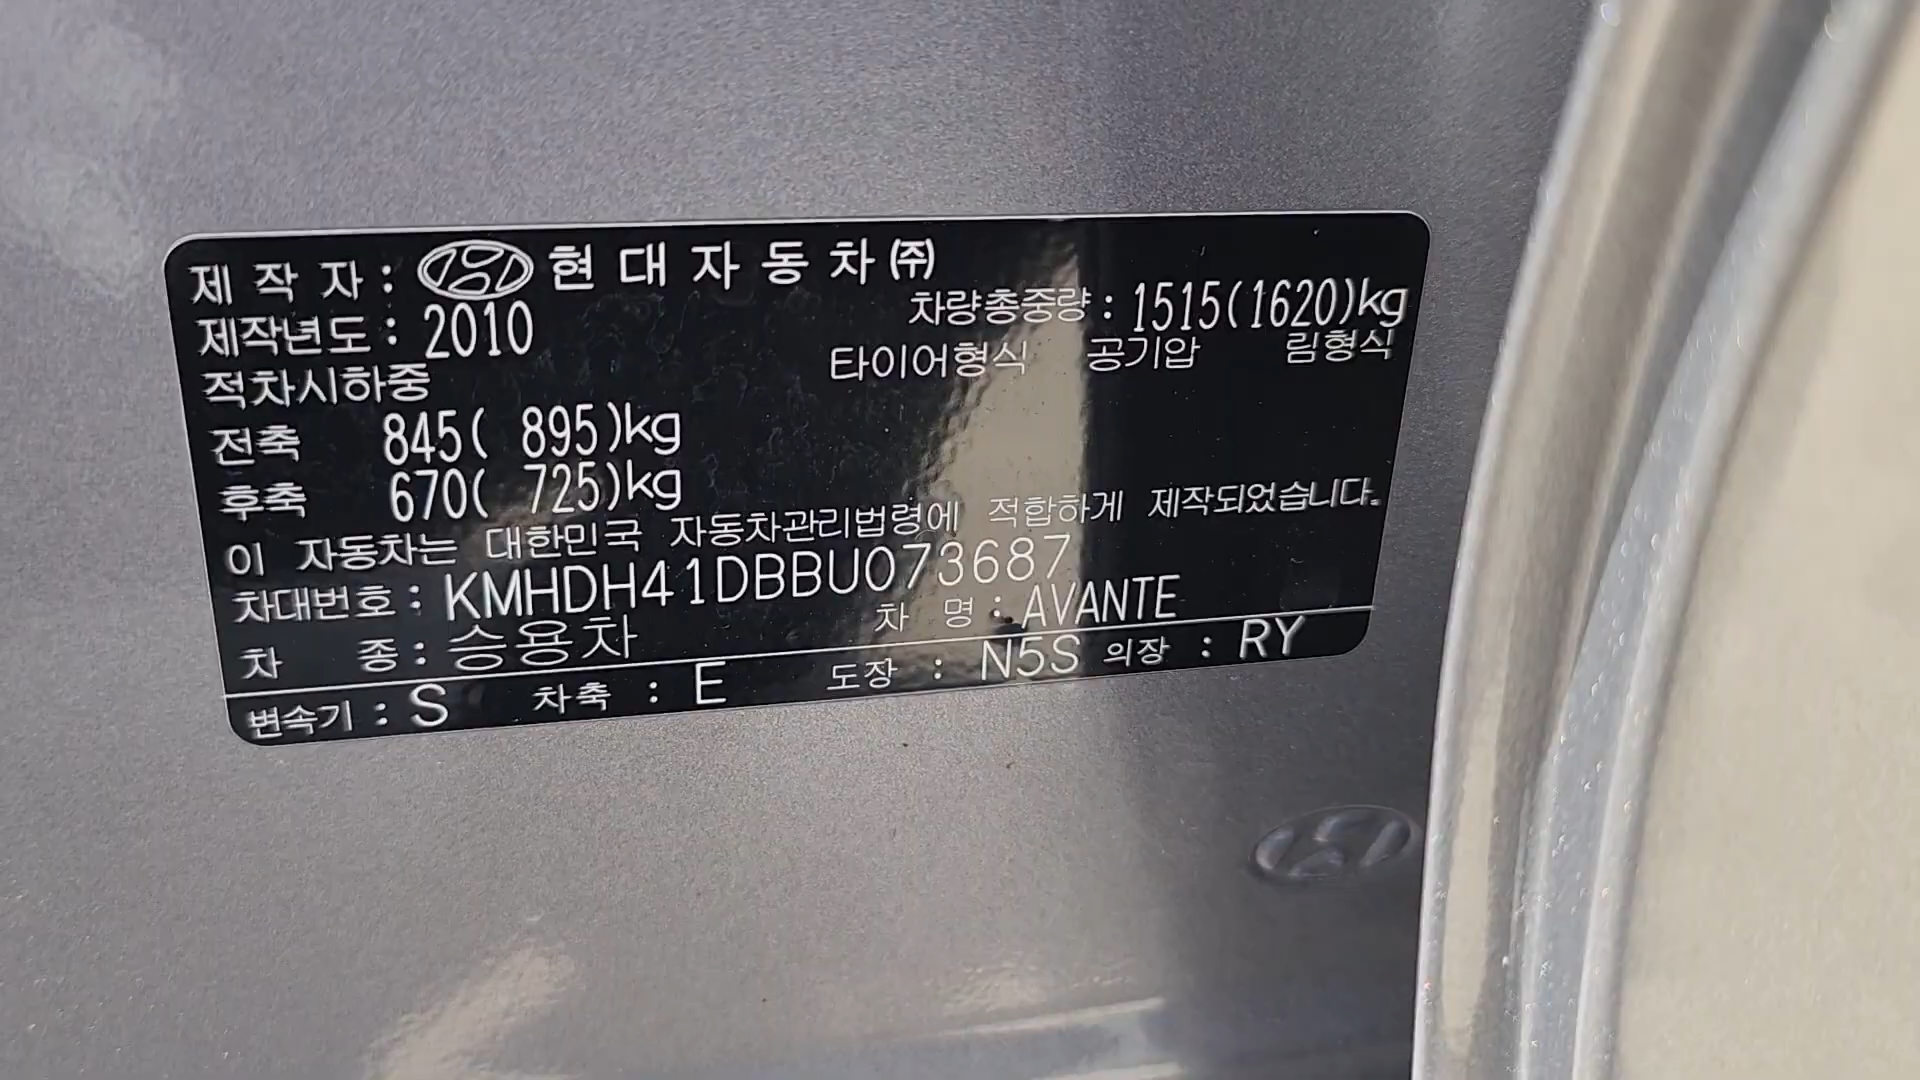 제 작 자 : 현 대 자 동 차 ㈜
제작년도 : 2010
차량총중량 : 1515(1620)kg
적차시하중
타이어형식 공기압 림형식
전축 845( 895)kg
후축 670( 725)kg
이 자동차는 대한민국 자동차관리법령에 적합하게 제작되었습니다.
차대번호 : KMHDH41DBBU073687
차 종 : 승용차 차 명 : AVANTE
변속기 : S 차축 : E 도장 : N5S 의장 : RY